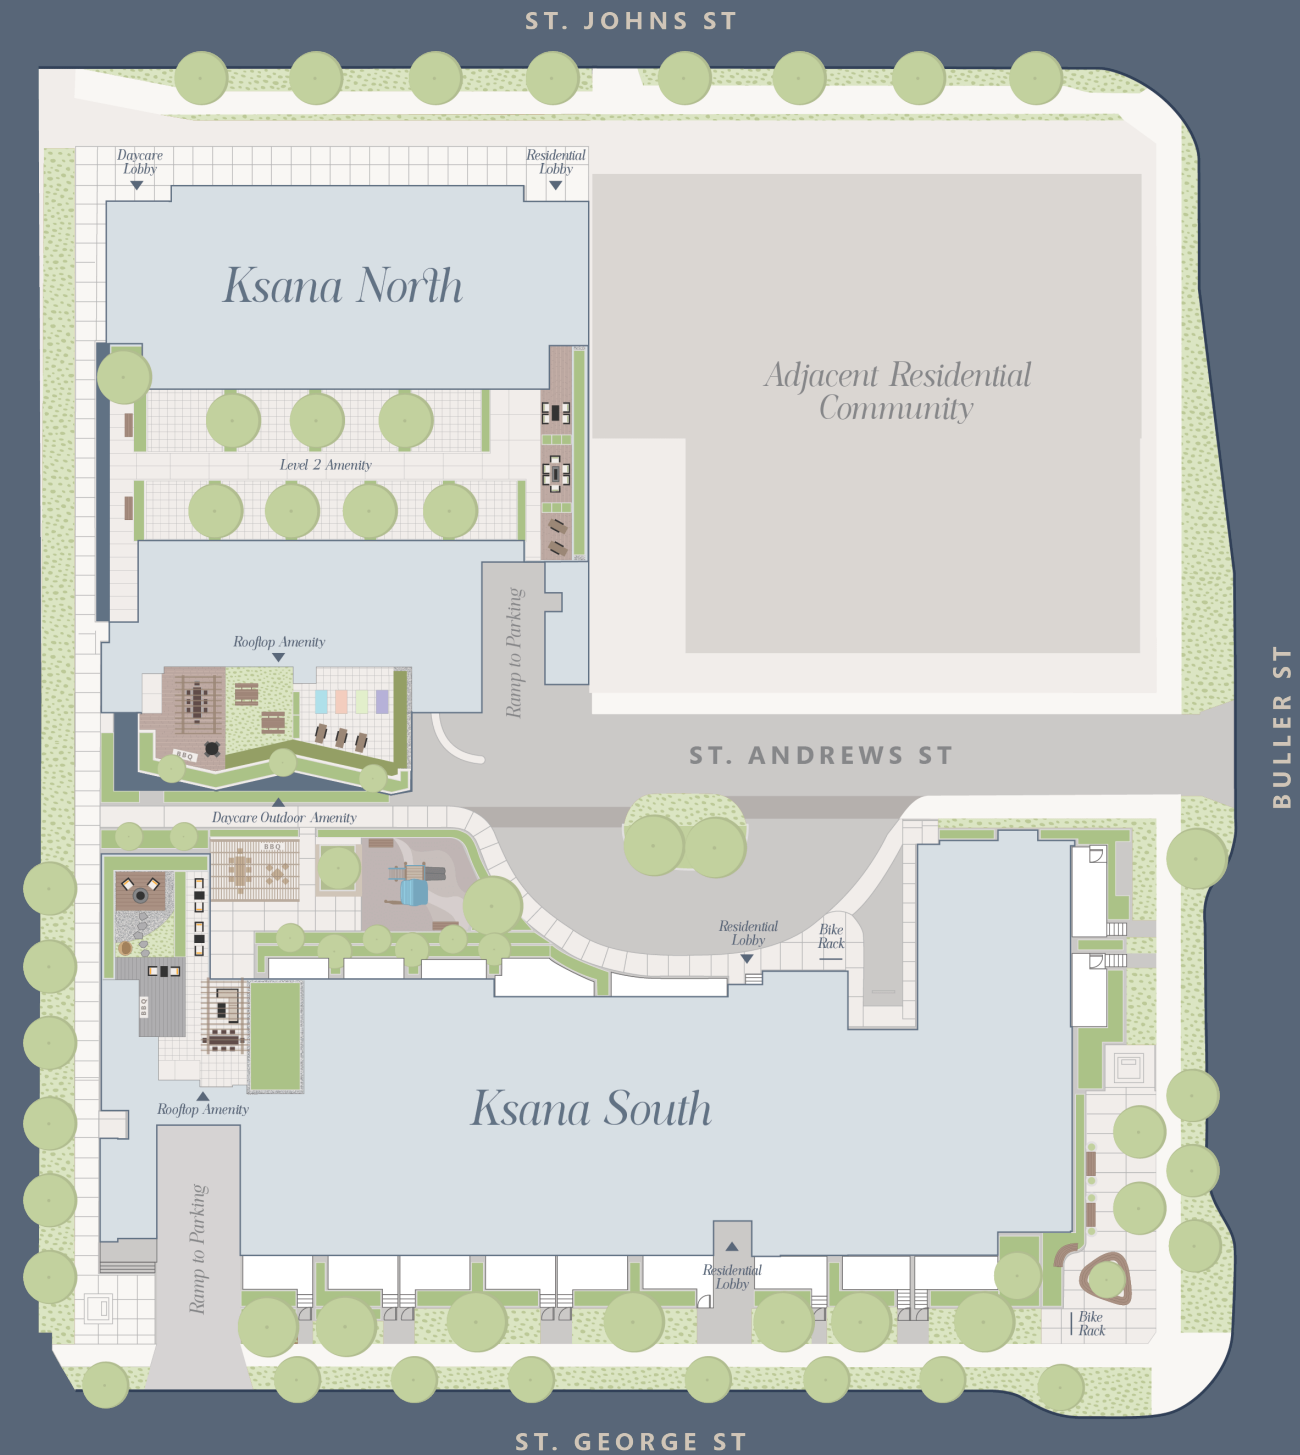 ST. JOHNS ST
Daycare
Lobby
Residential
Lobby
Ksana North
Adjacent Residential
Community
Level 2 Amenity
Ramp to Parking
Rooftop Amenity
BBQ
ST. ANDREWS ST
BULLER ST
Daycare Outdoor Amenity
BBQ
Residential
Lobby
Bike
Rack
BBQ
Rooftop Amenity
Ksana South
Ramp to Parking
Residential
Lobby
Bike
Rack
ST. GEORGE ST